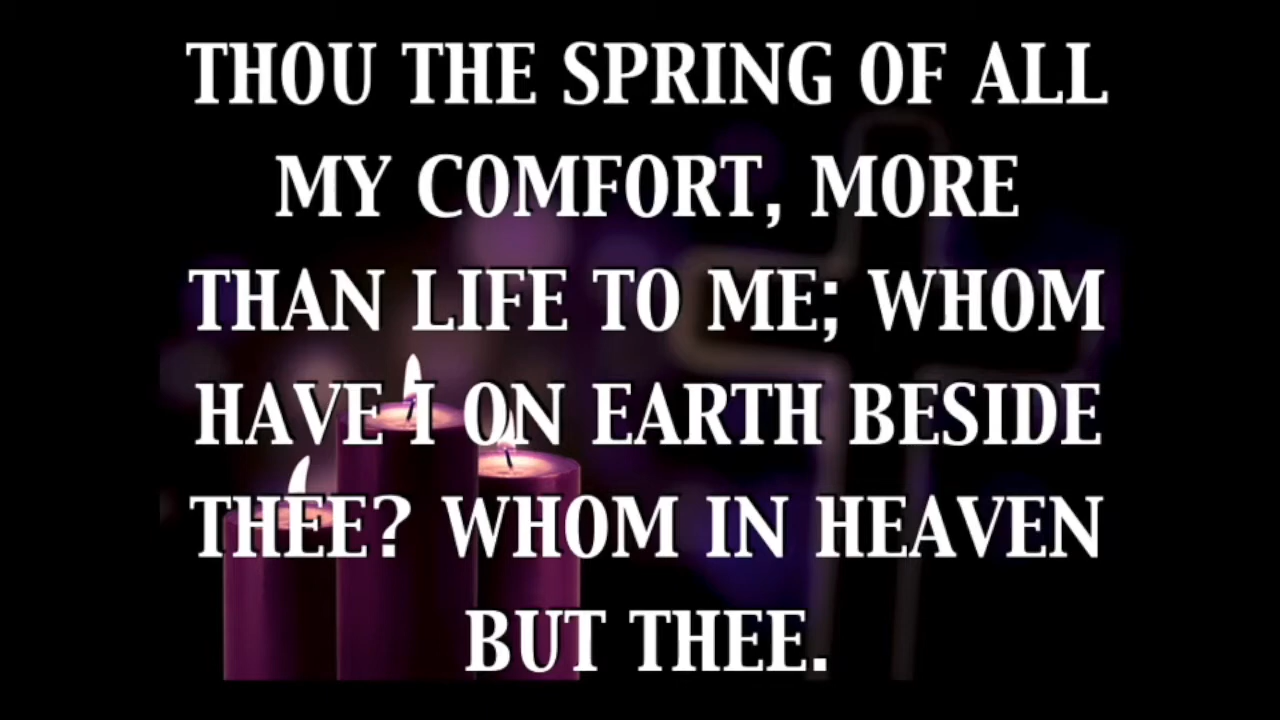 THOU THE SPRING OF ALL
MY COMFORT, MORE
THAN LIFE TO ME; WHOM
HAVE I ON EARTH BESIDE
THEE? WHOM IN HEAVEN
BUT THEE.